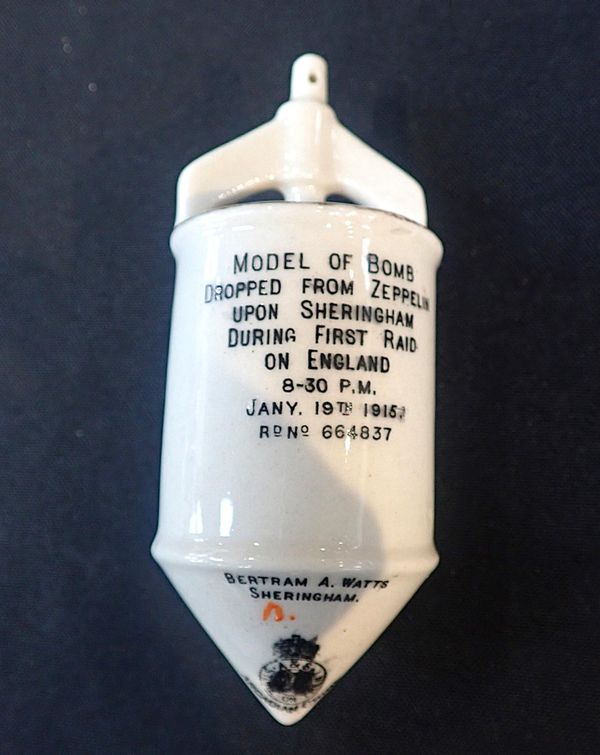 MODEL OF BOMB
DROPPED FROM ZEPPELIN
UPON SHERINGHAM
DURING FIRST RAID
ON ENGLAND
8-30 P.M.
JANY. 19TH 1915.
RD NO 664837
BERTRAM A. WATTS
SHERINGHAM.